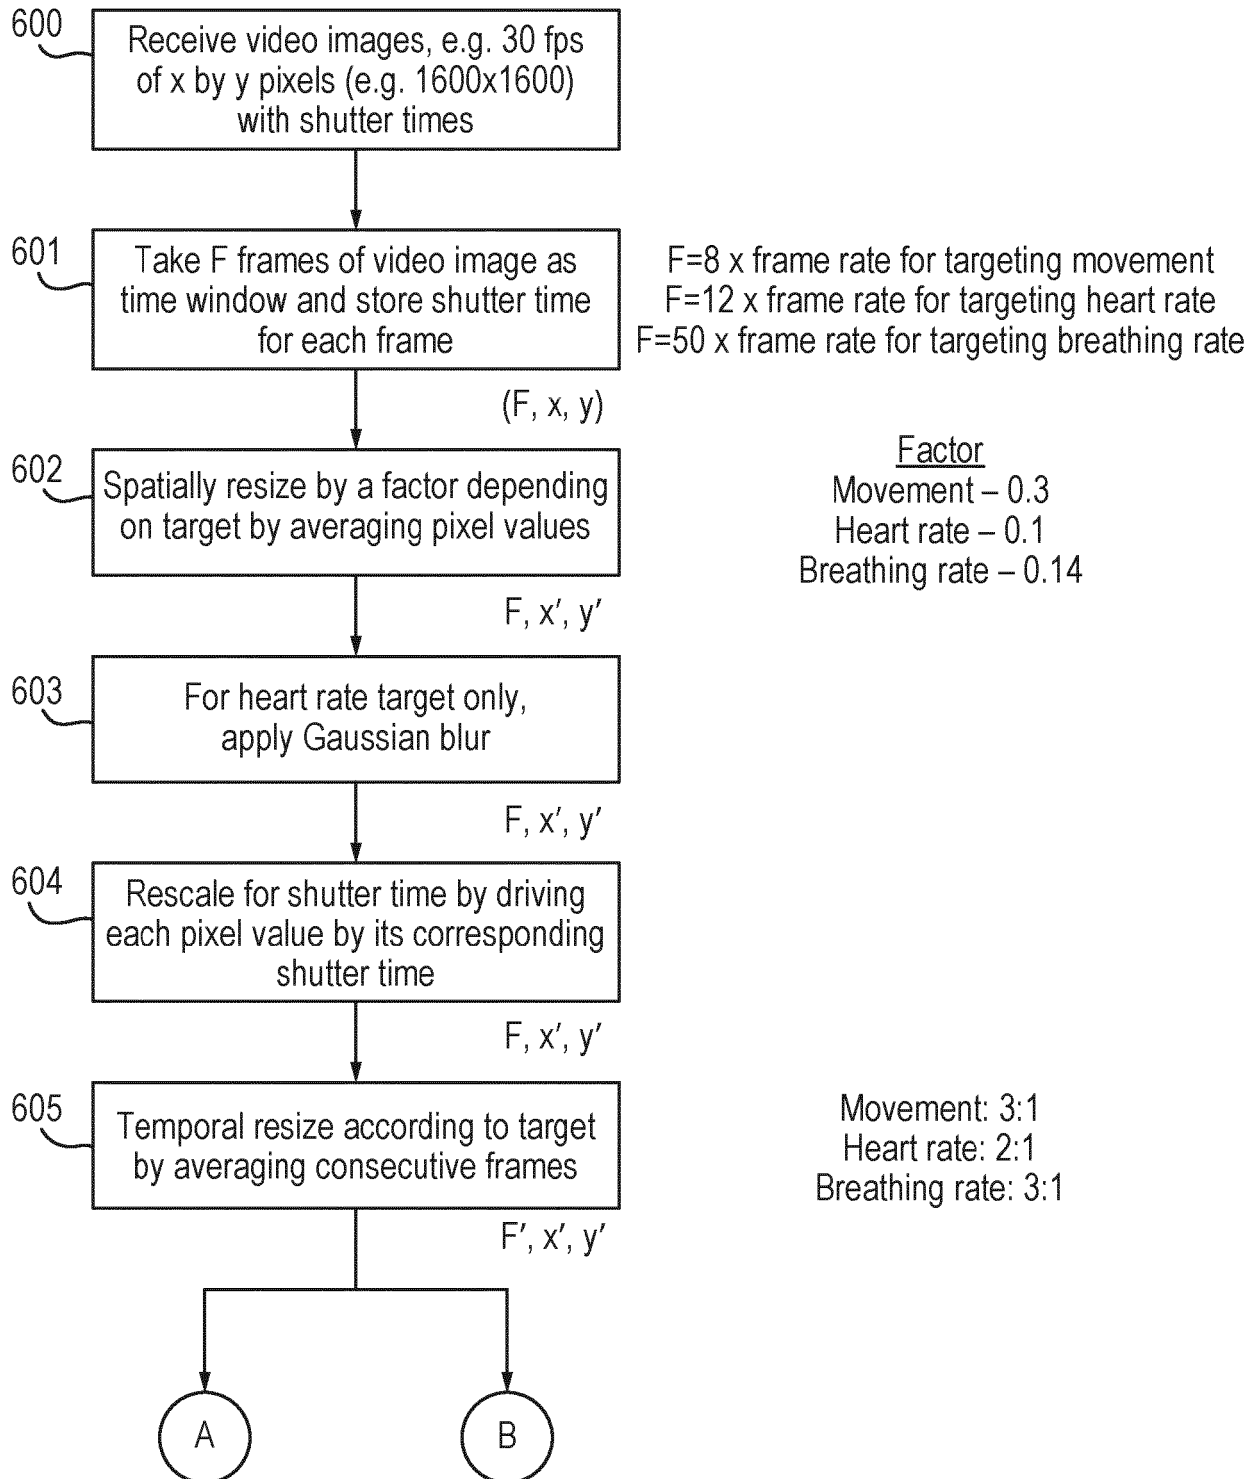 600
Receive video images, e.g. 30 fps
of x by y pixels (e.g. 1600x1600)
with shutter times
601
Take F frames of video image as
time window and store shutter time
for each frame
F=8 x frame rate for targeting movement
F=12 x frame rate for targeting heart rate
F=50 x frame rate for targeting breathing rate
(F, x, y)
602
Spatially resize by a factor depending
on target by averaging pixel values
Factor
Movement – 0.3
Heart rate – 0.1
Breathing rate – 0.14
F, x′, y′
603
For heart rate target only,
apply Gaussian blur
F, x′, y′
604
Rescale for shutter time by driving
each pixel value by its corresponding
shutter time
F, x′, y′
605
Temporal resize according to target
by averaging consecutive frames
Movement: 3:1
Heart rate: 2:1
Breathing rate: 3:1
F′, x′, y′
A
B